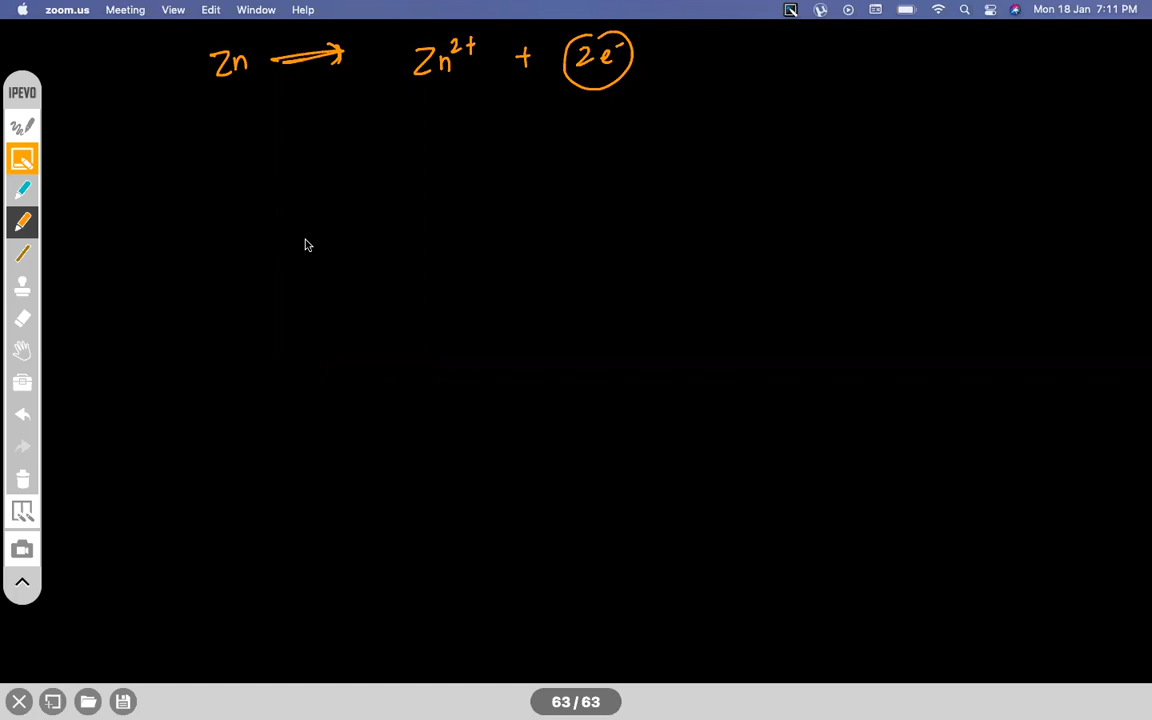 zoom.us Meeting View Edit Window Help Mon 18 Jan 7:11 PM
Zn ⟶ Zn²⁺ + 2e⁻
IPEVO
63 / 63